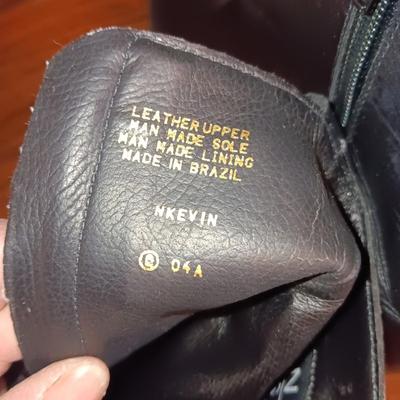 LEATHER UPPER
MAN MADE SOLE
MAN MADE LINING
MADE IN BRAZIL
NKEVIN
04A